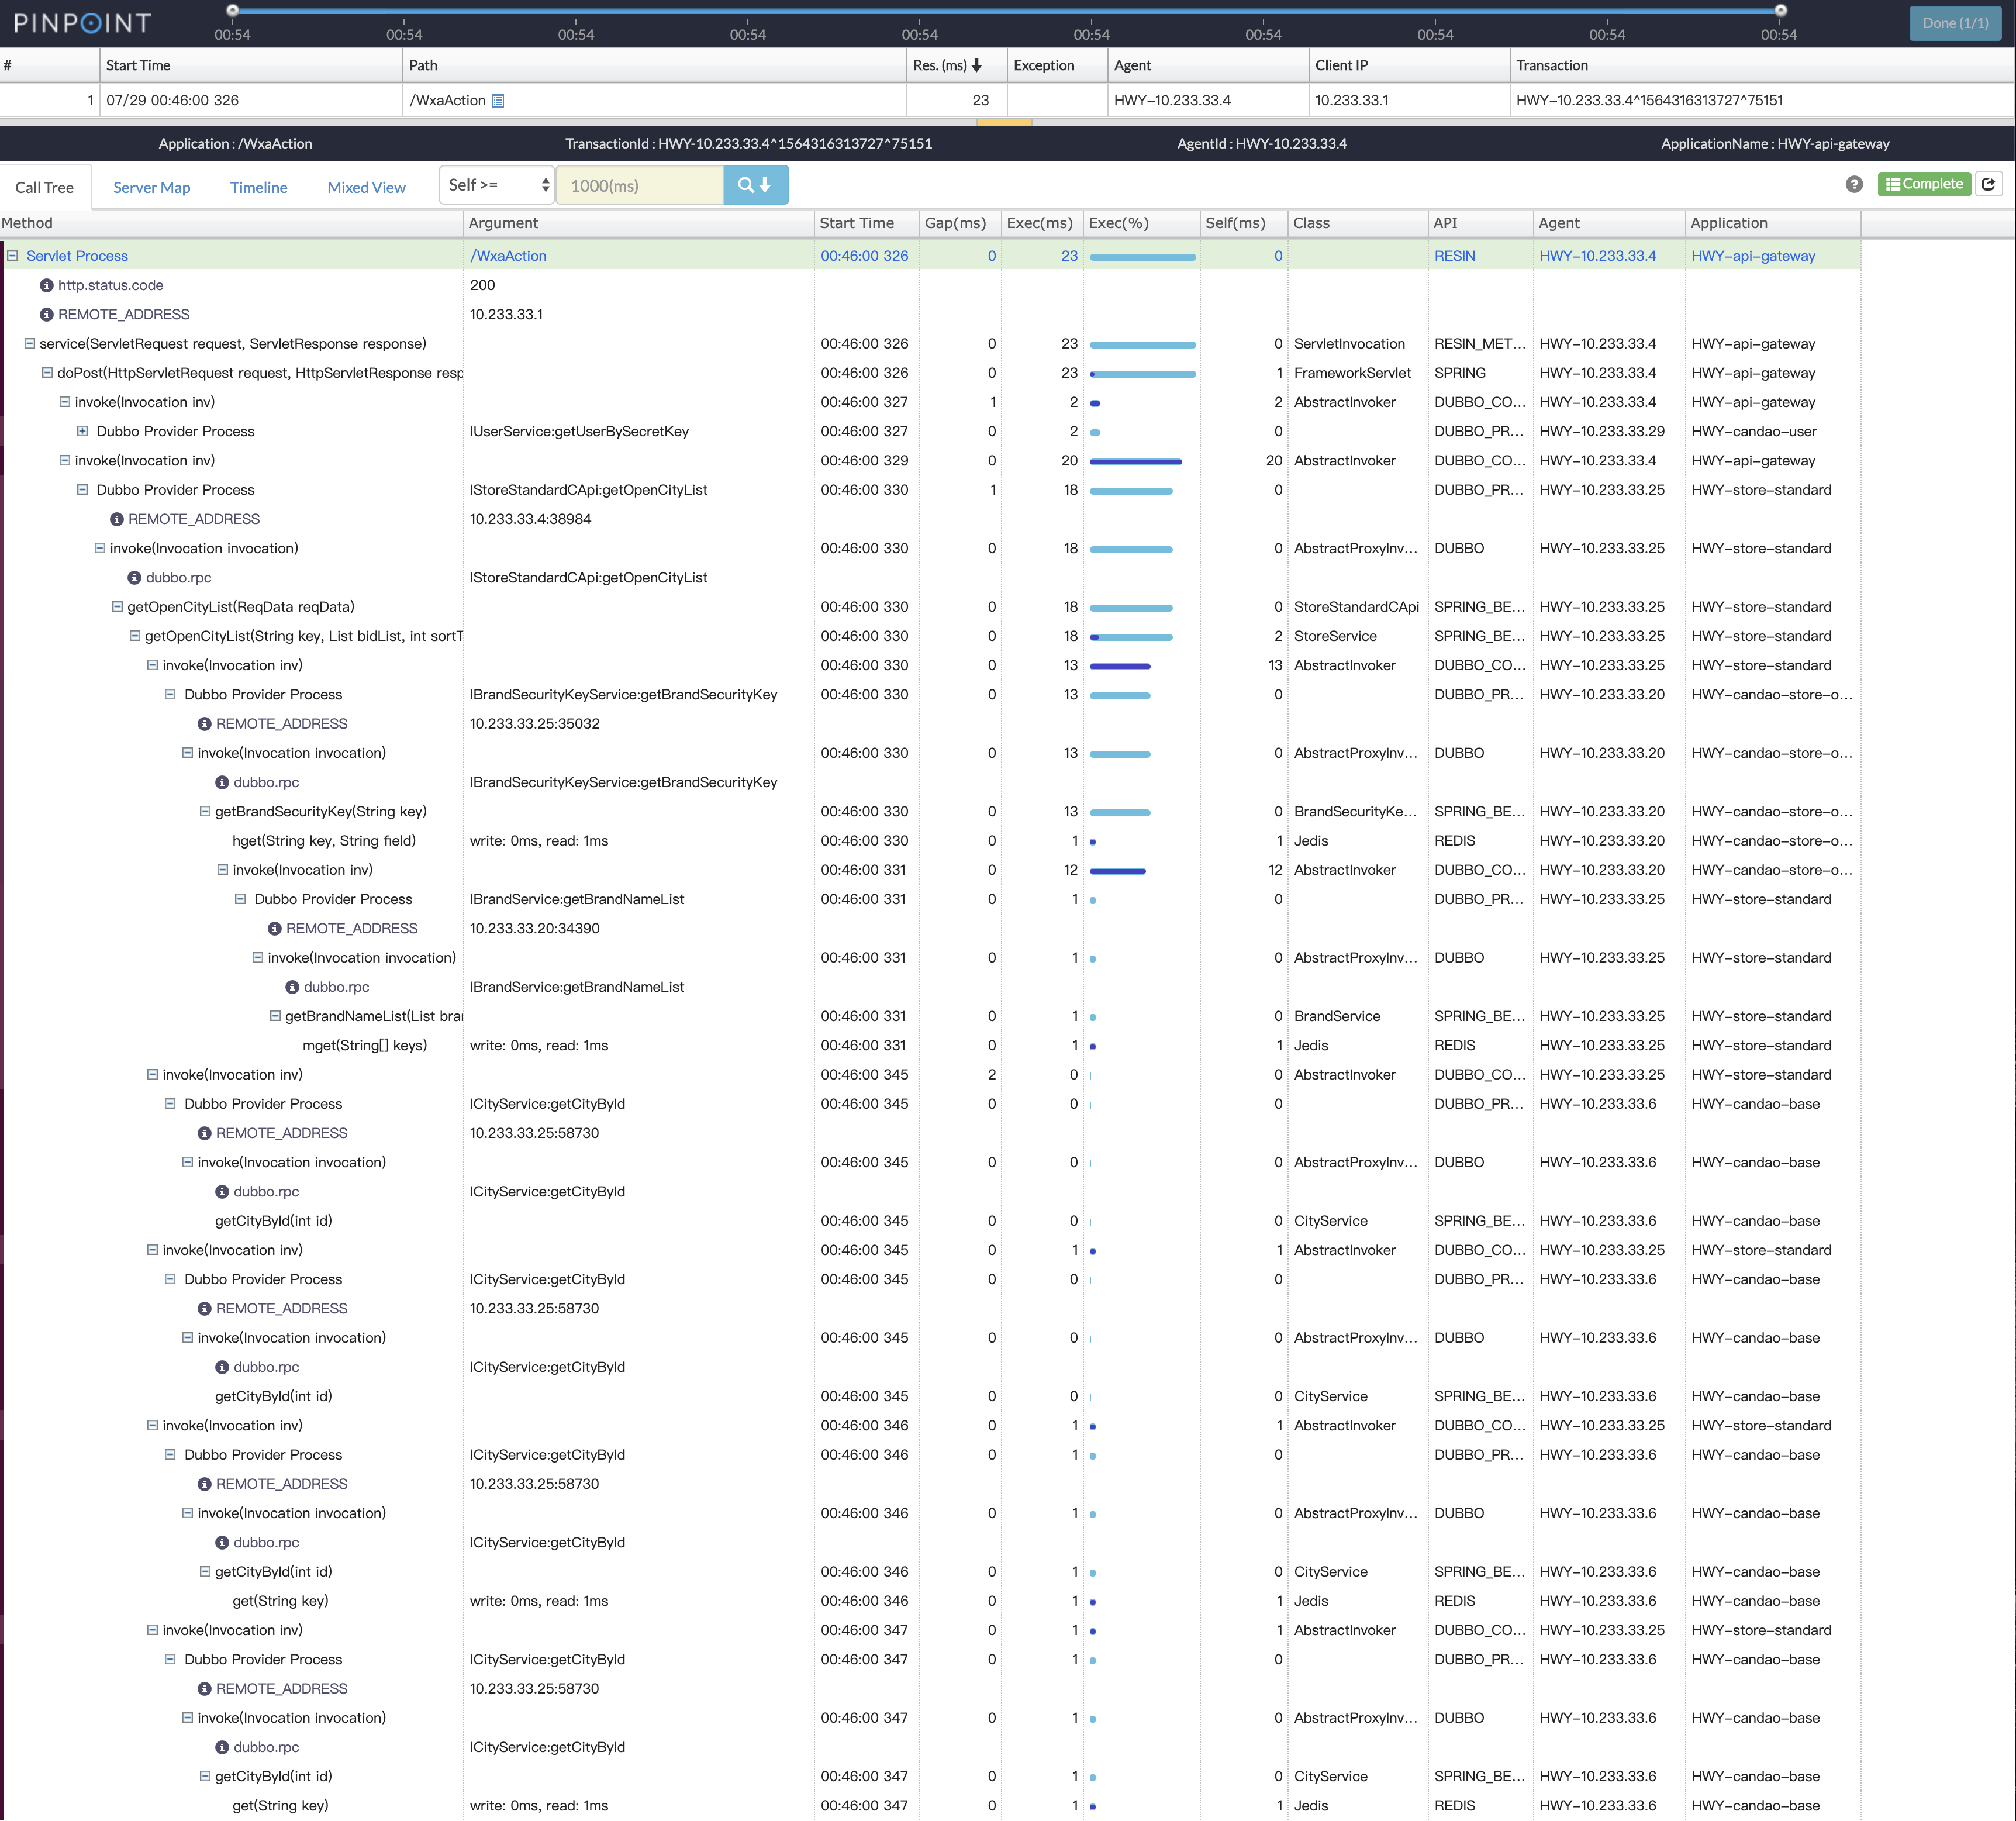 PINPOINT
00:54 00:54 00:54 00:54 00:54 00:54 00:54 00:54 00:54 00:54
Done (1/1)
# Start Time Path Res. (ms) Exception Agent Client IP Transaction
1 07/29 00:46:00 326 /WxaAction 23 HWY-10.233.33.4 10.233.33.1 HWY-10.233.33.4^1564316313727^75151
Application : /WxaAction TransactionId : HWY-10.233.33.4^1564316313727^75151 AgentId : HWY-10.233.33.4 ApplicationName : HWY-api-gateway
Call Tree Server Map Timeline Mixed View Self >= 1000(ms) Complete
Method Argument Start Time Gap(ms) Exec(ms) Exec(%) Self(ms) Class API Agent Application
Servlet Process /WxaAction 00:46:00 326 0 23 0 RESIN HWY-10.233.33.4 HWY-api-gateway
http.status.code 200
REMOTE_ADDRESS 10.233.33.1
service(ServletRequest request, ServletResponse response) 00:46:00 326 0 23 0 ServletInvocation RESIN_MET... HWY-10.233.33.4 HWY-api-gateway
doPost(HttpServletRequest request, HttpServletResponse resp 00:46:00 326 0 23 1 FrameworkServlet SPRING HWY-10.233.33.4 HWY-api-gateway
invoke(Invocation inv) 00:46:00 327 1 2 2 AbstractInvoker DUBBO_CO... HWY-10.233.33.4 HWY-api-gateway
Dubbo Provider Process IUserService:getUserBySecretKey 00:46:00 327 0 2 0 DUBBO_PR... HWY-10.233.33.29 HWY-candao-user
invoke(Invocation inv) 00:46:00 329 0 20 20 AbstractInvoker DUBBO_CO... HWY-10.233.33.4 HWY-api-gateway
Dubbo Provider Process IStoreStandardCApi:getOpenCityList 00:46:00 330 1 18 0 DUBBO_PR... HWY-10.233.33.25 HWY-store-standard
REMOTE_ADDRESS 10.233.33.4:38984
invoke(Invocation invocation) 00:46:00 330 0 18 0 AbstractProxyInv... DUBBO HWY-10.233.33.25 HWY-store-standard
dubbo.rpc IStoreStandardCApi:getOpenCityList
getOpenCityList(ReqData reqData) 00:46:00 330 0 18 0 StoreStandardCApi SPRING_BE... HWY-10.233.33.25 HWY-store-standard
getOpenCityList(String key, List bidList, int sortT 00:46:00 330 0 18 2 StoreService SPRING_BE... HWY-10.233.33.25 HWY-store-standard
invoke(Invocation inv) 00:46:00 330 0 13 13 AbstractInvoker DUBBO_CO... HWY-10.233.33.25 HWY-store-standard
Dubbo Provider Process IBrandSecurityKeyService:getBrandSecurityKey 00:46:00 330 0 13 0 DUBBO_PR... HWY-10.233.33.20 HWY-candao-store-o...
REMOTE_ADDRESS 10.233.33.25:35032
invoke(Invocation invocation) 00:46:00 330 0 13 0 AbstractProxyInv... DUBBO HWY-10.233.33.20 HWY-candao-store-o...
dubbo.rpc IBrandSecurityKeyService:getBrandSecurityKey
getBrandSecurityKey(String key) 00:46:00 330 0 13 0 BrandSecurityKe... SPRING_BE... HWY-10.233.33.20 HWY-candao-store-o...
hget(String key, String field) write: 0ms, read: 1ms 00:46:00 330 0 1 1 Jedis REDIS HWY-10.233.33.20 HWY-candao-store-o...
invoke(Invocation inv) 00:46:00 331 0 12 12 AbstractInvoker DUBBO_CO... HWY-10.233.33.20 HWY-candao-store-o...
Dubbo Provider Process IBrandService:getBrandNameList 00:46:00 331 0 1 0 DUBBO_PR... HWY-10.233.33.25 HWY-store-standard
REMOTE_ADDRESS 10.233.33.20:34390
invoke(Invocation invocation) 00:46:00 331 0 1 0 AbstractProxyInv... DUBBO HWY-10.233.33.25 HWY-store-standard
dubbo.rpc IBrandService:getBrandNameList
getBrandNameList(List bra 00:46:00 331 0 1 0 BrandService SPRING_BE... HWY-10.233.33.25 HWY-store-standard
mget(String[] keys) write: 0ms, read: 1ms 00:46:00 331 0 1 1 Jedis REDIS HWY-10.233.33.25 HWY-store-standard
invoke(Invocation inv) 00:46:00 345 2 0 0 AbstractInvoker DUBBO_CO... HWY-10.233.33.25 HWY-store-standard
Dubbo Provider Process ICityService:getCityById 00:46:00 345 0 0 0 DUBBO_PR... HWY-10.233.33.6 HWY-candao-base
REMOTE_ADDRESS 10.233.33.25:58730
invoke(Invocation invocation) 00:46:00 345 0 0 0 AbstractProxyInv... DUBBO HWY-10.233.33.6 HWY-candao-base
dubbo.rpc ICityService:getCityById
getCityById(int id) 00:46:00 345 0 0 0 CityService SPRING_BE... HWY-10.233.33.6 HWY-candao-base
invoke(Invocation inv) 00:46:00 345 0 1 1 AbstractInvoker DUBBO_CO... HWY-10.233.33.25 HWY-store-standard
Dubbo Provider Process ICityService:getCityById 00:46:00 345 0 0 0 DUBBO_PR... HWY-10.233.33.6 HWY-candao-base
REMOTE_ADDRESS 10.233.33.25:58730
invoke(Invocation invocation) 00:46:00 345 0 0 0 AbstractProxyInv... DUBBO HWY-10.233.33.6 HWY-candao-base
dubbo.rpc ICityService:getCityById
getCityById(int id) 00:46:00 345 0 0 0 CityService SPRING_BE... HWY-10.233.33.6 HWY-candao-base
invoke(Invocation inv) 00:46:00 346 0 1 1 AbstractInvoker DUBBO_CO... HWY-10.233.33.25 HWY-store-standard
Dubbo Provider Process ICityService:getCityById 00:46:00 346 0 1 0 DUBBO_PR... HWY-10.233.33.6 HWY-candao-base
REMOTE_ADDRESS 10.233.33.25:58730
invoke(Invocation invocation) 00:46:00 346 0 1 0 AbstractProxyInv... DUBBO HWY-10.233.33.6 HWY-candao-base
dubbo.rpc ICityService:getCityById
getCityById(int id) 00:46:00 346 0 1 0 CityService SPRING_BE... HWY-10.233.33.6 HWY-candao-base
get(String key) write: 0ms, read: 1ms 00:46:00 346 0 1 1 Jedis REDIS HWY-10.233.33.6 HWY-candao-base
invoke(Invocation inv) 00:46:00 347 0 1 1 AbstractInvoker DUBBO_CO... HWY-10.233.33.25 HWY-store-standard
Dubbo Provider Process ICityService:getCityById 00:46:00 347 0 1 0 DUBBO_PR... HWY-10.233.33.6 HWY-candao-base
REMOTE_ADDRESS 10.233.33.25:58730
invoke(Invocation invocation) 00:46:00 347 0 1 0 AbstractProxyInv... DUBBO HWY-10.233.33.6 HWY-candao-base
dubbo.rpc ICityService:getCityById
getCityById(int id) 00:46:00 347 0 1 0 CityService SPRING_BE... HWY-10.233.33.6 HWY-candao-base
get(String key) write: 0ms, read: 1ms 00:46:00 347 0 1 1 Jedis REDIS HWY-10.233.33.6 HWY-candao-base